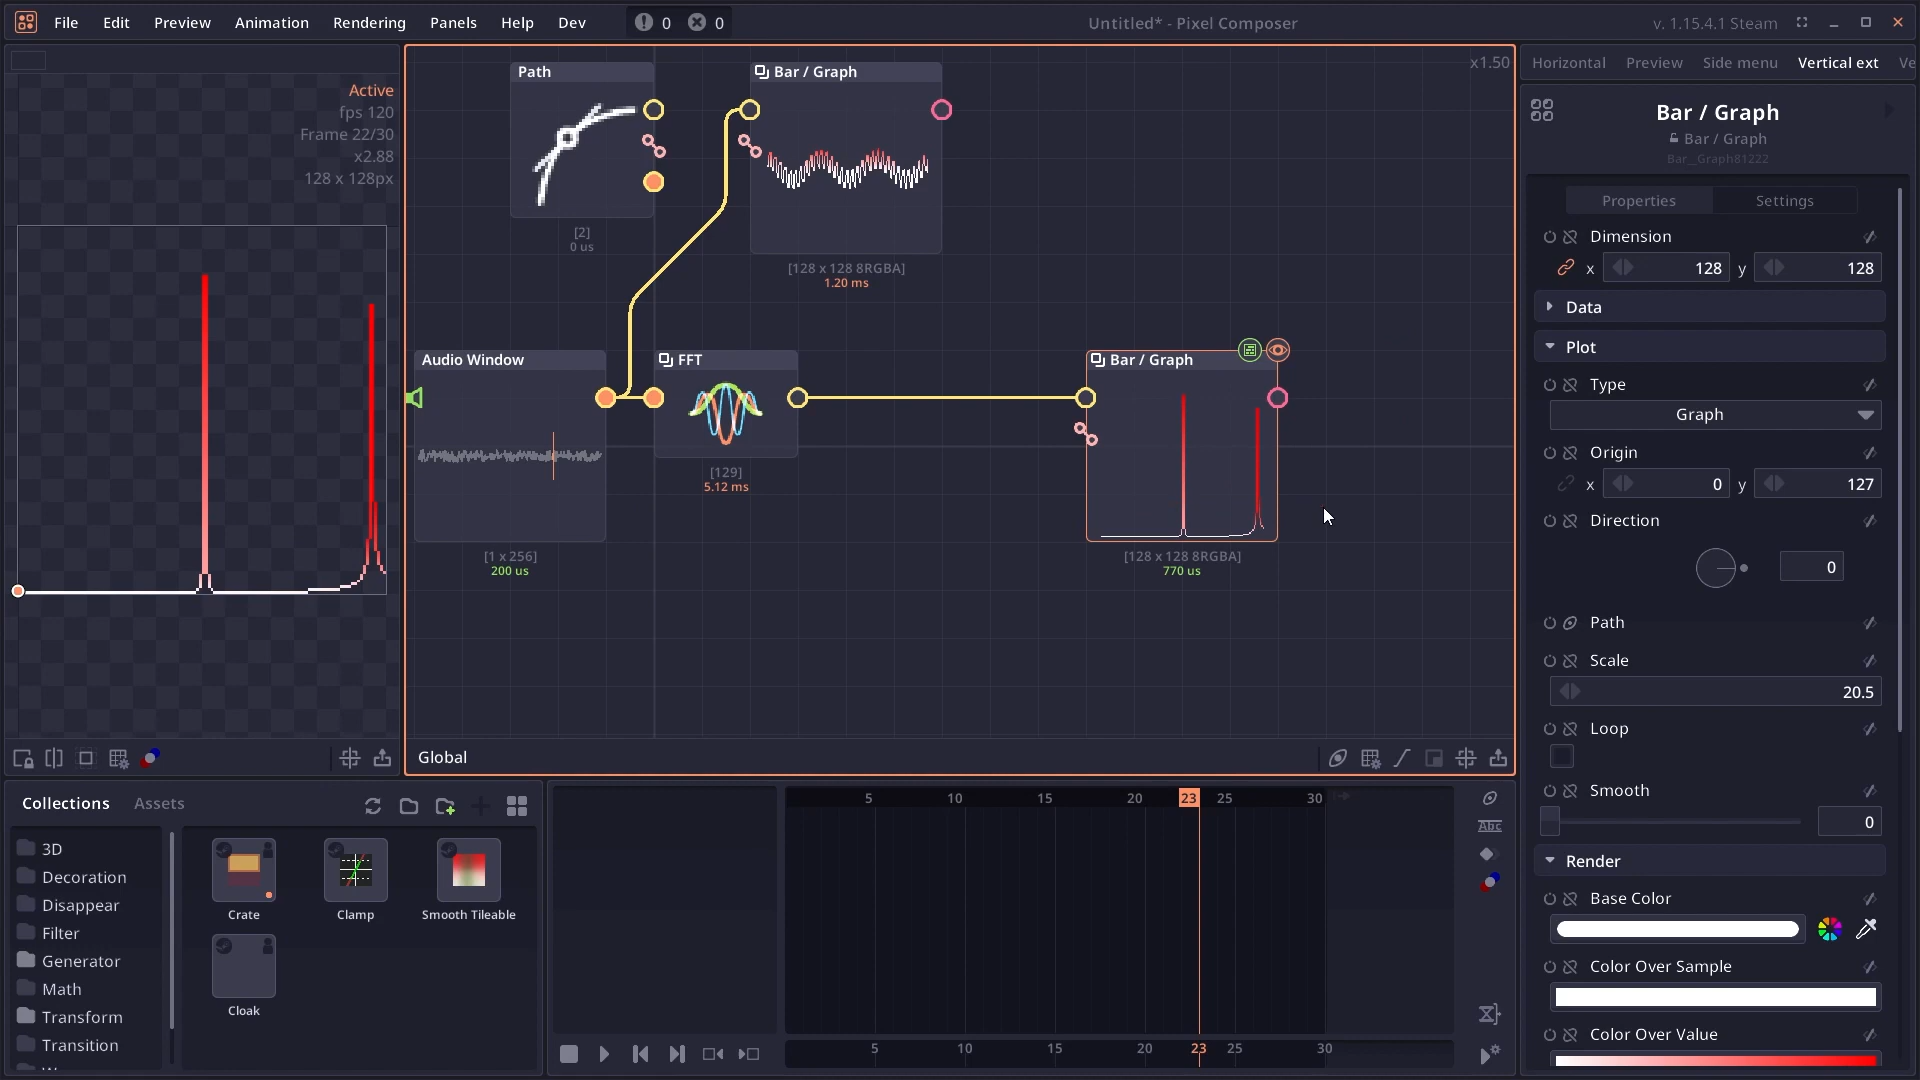 File Edit Preview Animation Rendering Panels Help Dev 0 0 Untitled* - Pixel Composer v. 1.15.4.1 Steam
Active
fps 120
Frame 22/30
x2.88
128 x 128px
x1.50
Path
[2]
0 us
Bar / Graph
[128 x 128 8RGBA]
1.20 ms
Audio Window
[1 x 256]
200 us
FFT
[129]
5.12 ms
Bar / Graph
[128 x 128 8RGBA]
770 us
Global
Horizontal Preview Side menu Vertical ext Ve
Bar / Graph
Bar / Graph
Bar__Graph81222
Properties Settings
Dimension
x 128 y 128
Data
Plot
Type
Graph
Origin
x 0 y 127
Direction
0
Path
Scale
20.5
Loop
Smooth
0
Render
Base Color
Color Over Sample
Color Over Value
Collections Assets
3D
Decoration
Disappear
Filter
Generator
Math
Transform
Transition
Crate Clamp Smooth Tileable
Cloak
5 10 15 20 23 25 30
Abc
5 10 15 20 23 25 30